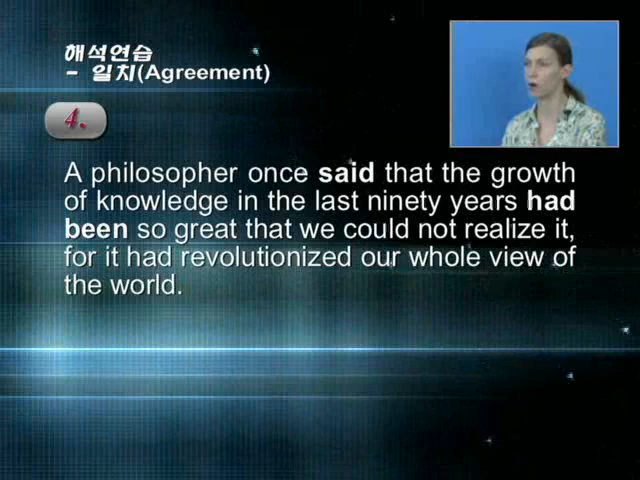 해석연습
- 일치(Agreement)
4.
A philosopher once said that the growth
of knowledge in the last ninety years had
been so great that we could not realize it,
for it had revolutionized our whole view of
the world.